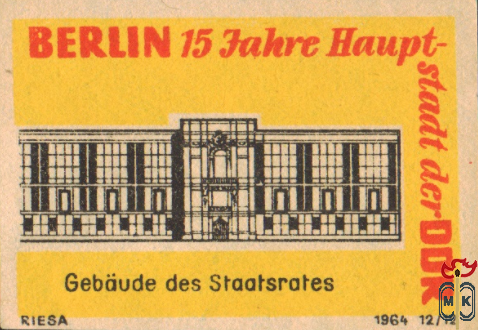 BERLIN 15 Jahre Haupt-
stadt der DDR
Gebäude des Staatsrates
RIESA
1964 12/12
MK